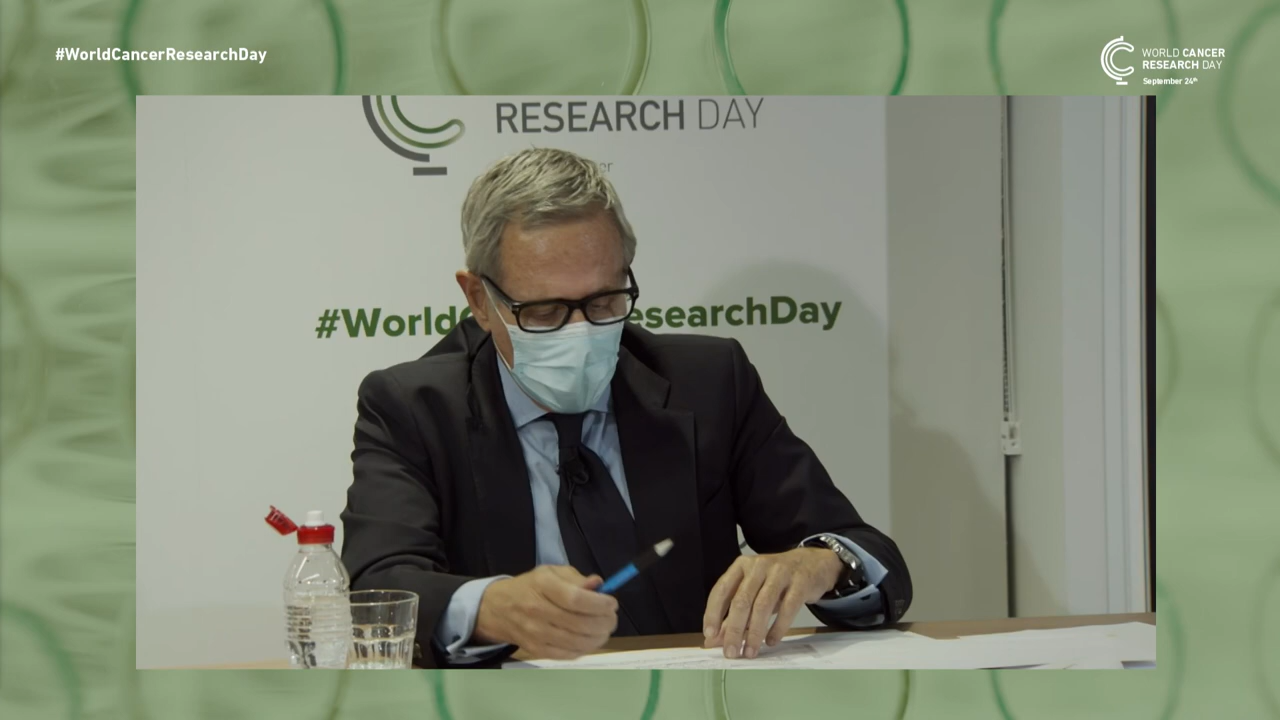 #WorldCancerResearchDay
WORLD CANCER
RESEARCH DAY
September 24th
RESEARCH DAY
#World
esearchDay